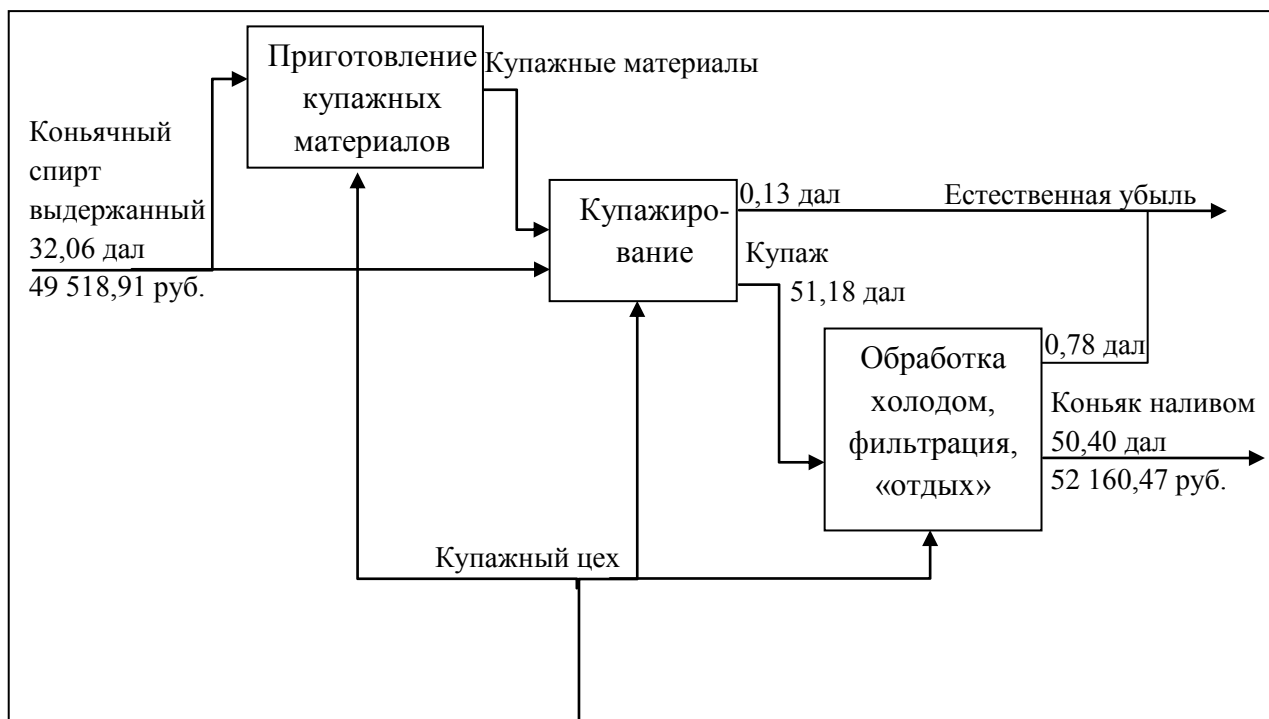 Приготовление
купажных
материалов
Купажные материалы
Коньячный
спирт
выдержанный
32,06 дал
49 518,91 руб.
Купажиро-
вание
0,13 дал
Естественная убыль
Купаж
51,18 дал
Обработка
холодом,
фильтрация,
«отдых»
0,78 дал
Коньяк наливом
50,40 дал
52 160,47 руб.
Купажный цех